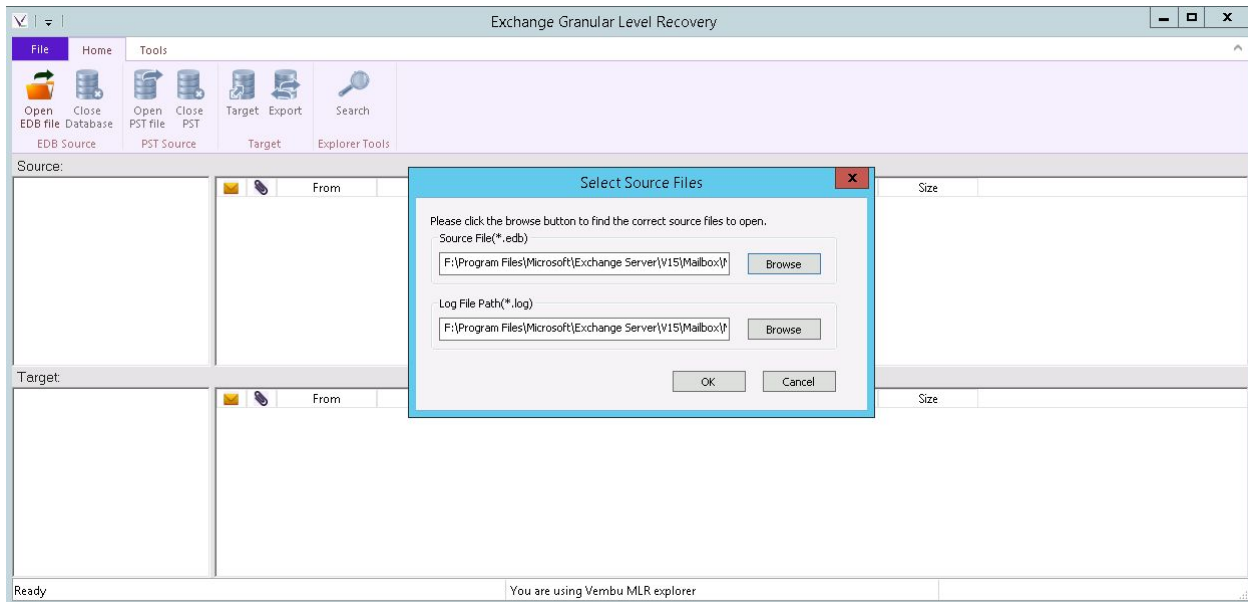 Exchange Granular Level Recovery
File Home Tools
Open EDB file Close Database Open PST file Close PST Target Export Search
EDB Source PST Source Target Explorer Tools
Source:
From Size
Select Source Files
Please click the browse button to find the correct source files to open.
Source File(*.edb)
F:\Program Files\Microsoft\Exchange Server\V15\Mailbox\ Browse
Log File Path(*.log)
F:\Program Files\Microsoft\Exchange Server\V15\Mailbox\ Browse
OK Cancel
Target:
From Size
Ready You are using Vembu MLR explorer